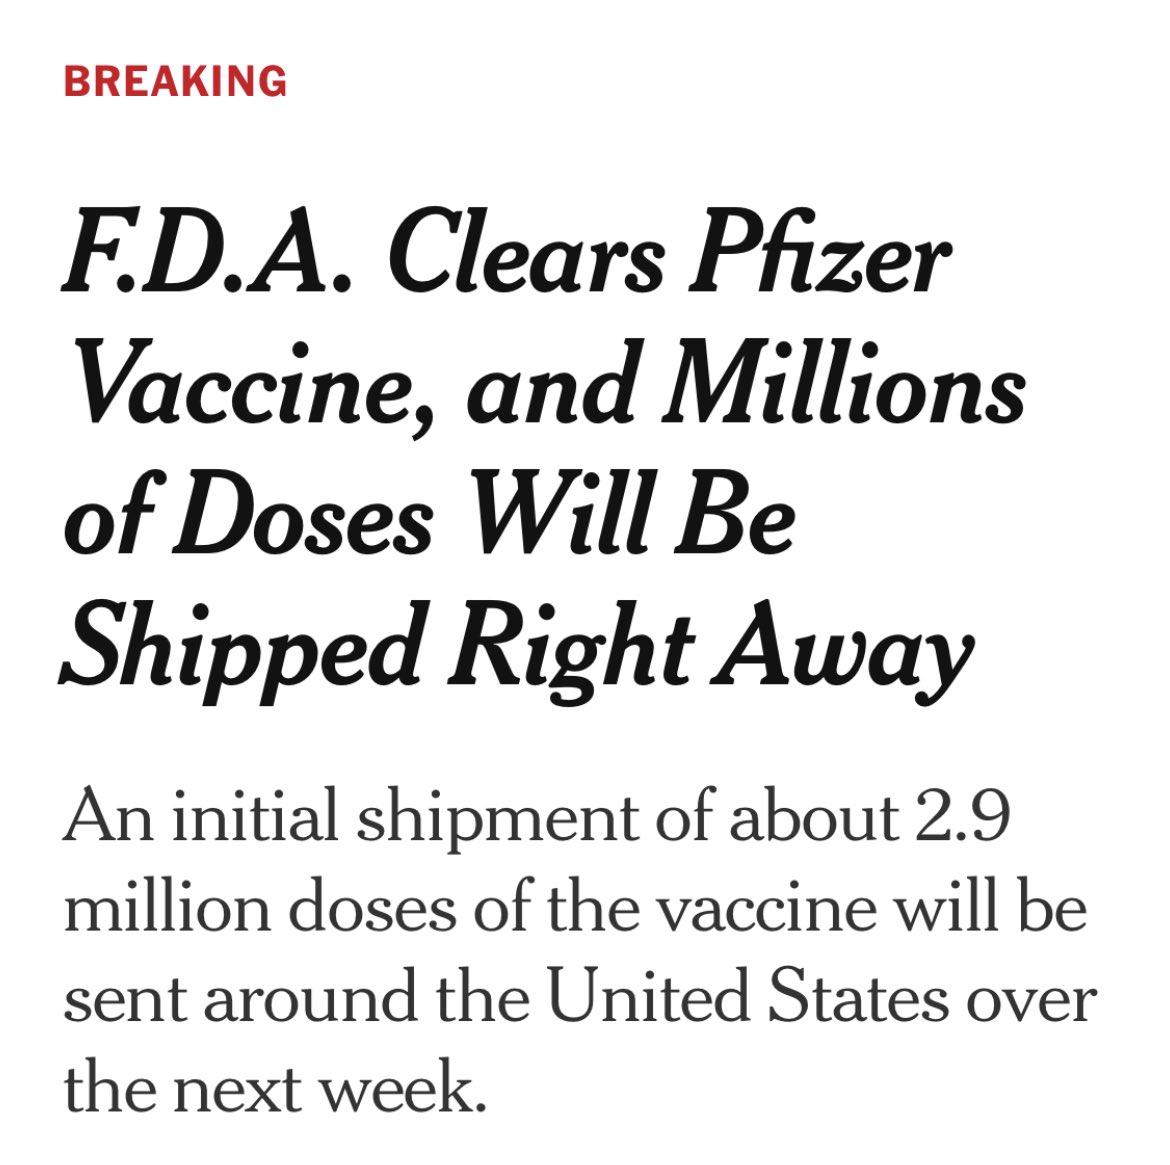 BREAKING
F.D.A. Clears Pfizer
Vaccine, and Millions
of Doses Will Be
Shipped Right Away
An initial shipment of about 2.9
million doses of the vaccine will be
sent around the United States over
the next week.